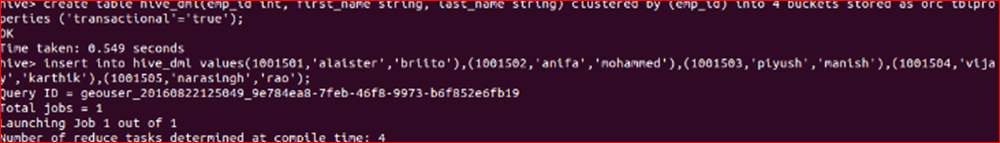 hive> create table hive_dml(emp_id int, first_name string, last_name string) clustered by (emp_id) into 4 buckets stored as orc tblpro
perties ('transactional'='true');
OK
Time taken: 0.549 seconds
hive> insert into hive_dml values(1001501,'alaister','briito'),(1001502,'anifa','mohammed'),(1001503,'piyush','manish'),(1001504,'vija
y','karthik'),(1001505,'narasingh','rao');
Query ID = geouser_20160822125049_9e784ea8-7feb-46f8-9973-b6f852e6fb19
Total jobs = 1
Launching Job 1 out of 1
Number of reduce tasks determined at compile time: 4